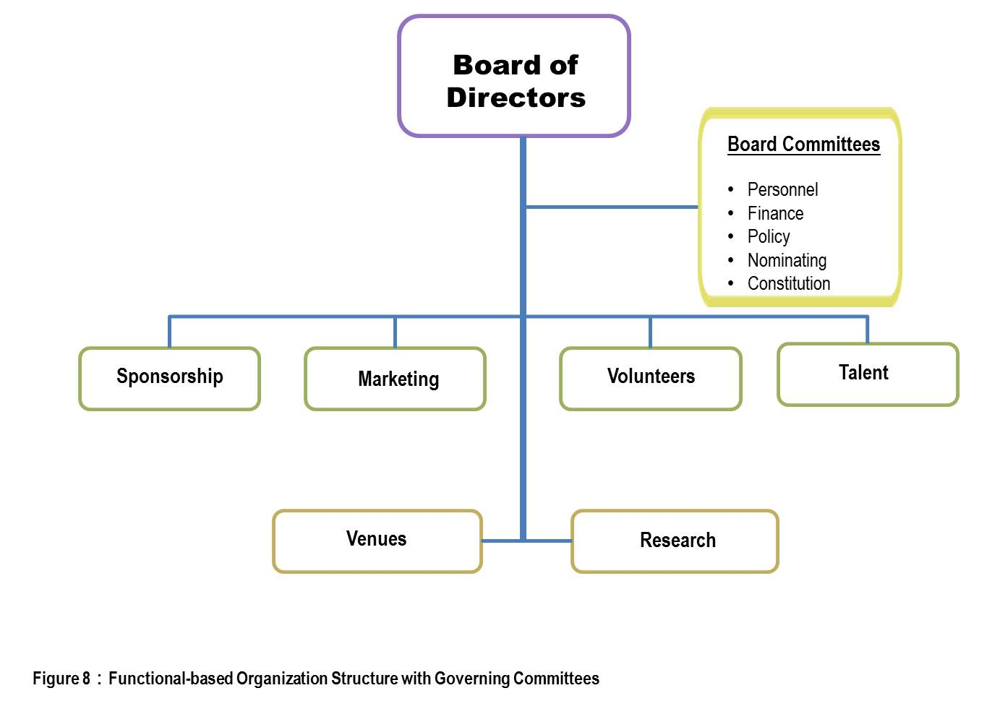 Board of
Directors
Board Committees
• Personnel
• Finance
• Policy
• Nominating
• Constitution
Sponsorship
Marketing
Volunteers
Talent
Venues
Research
Figure 8 : Functional-based Organization Structure with Governing Committees